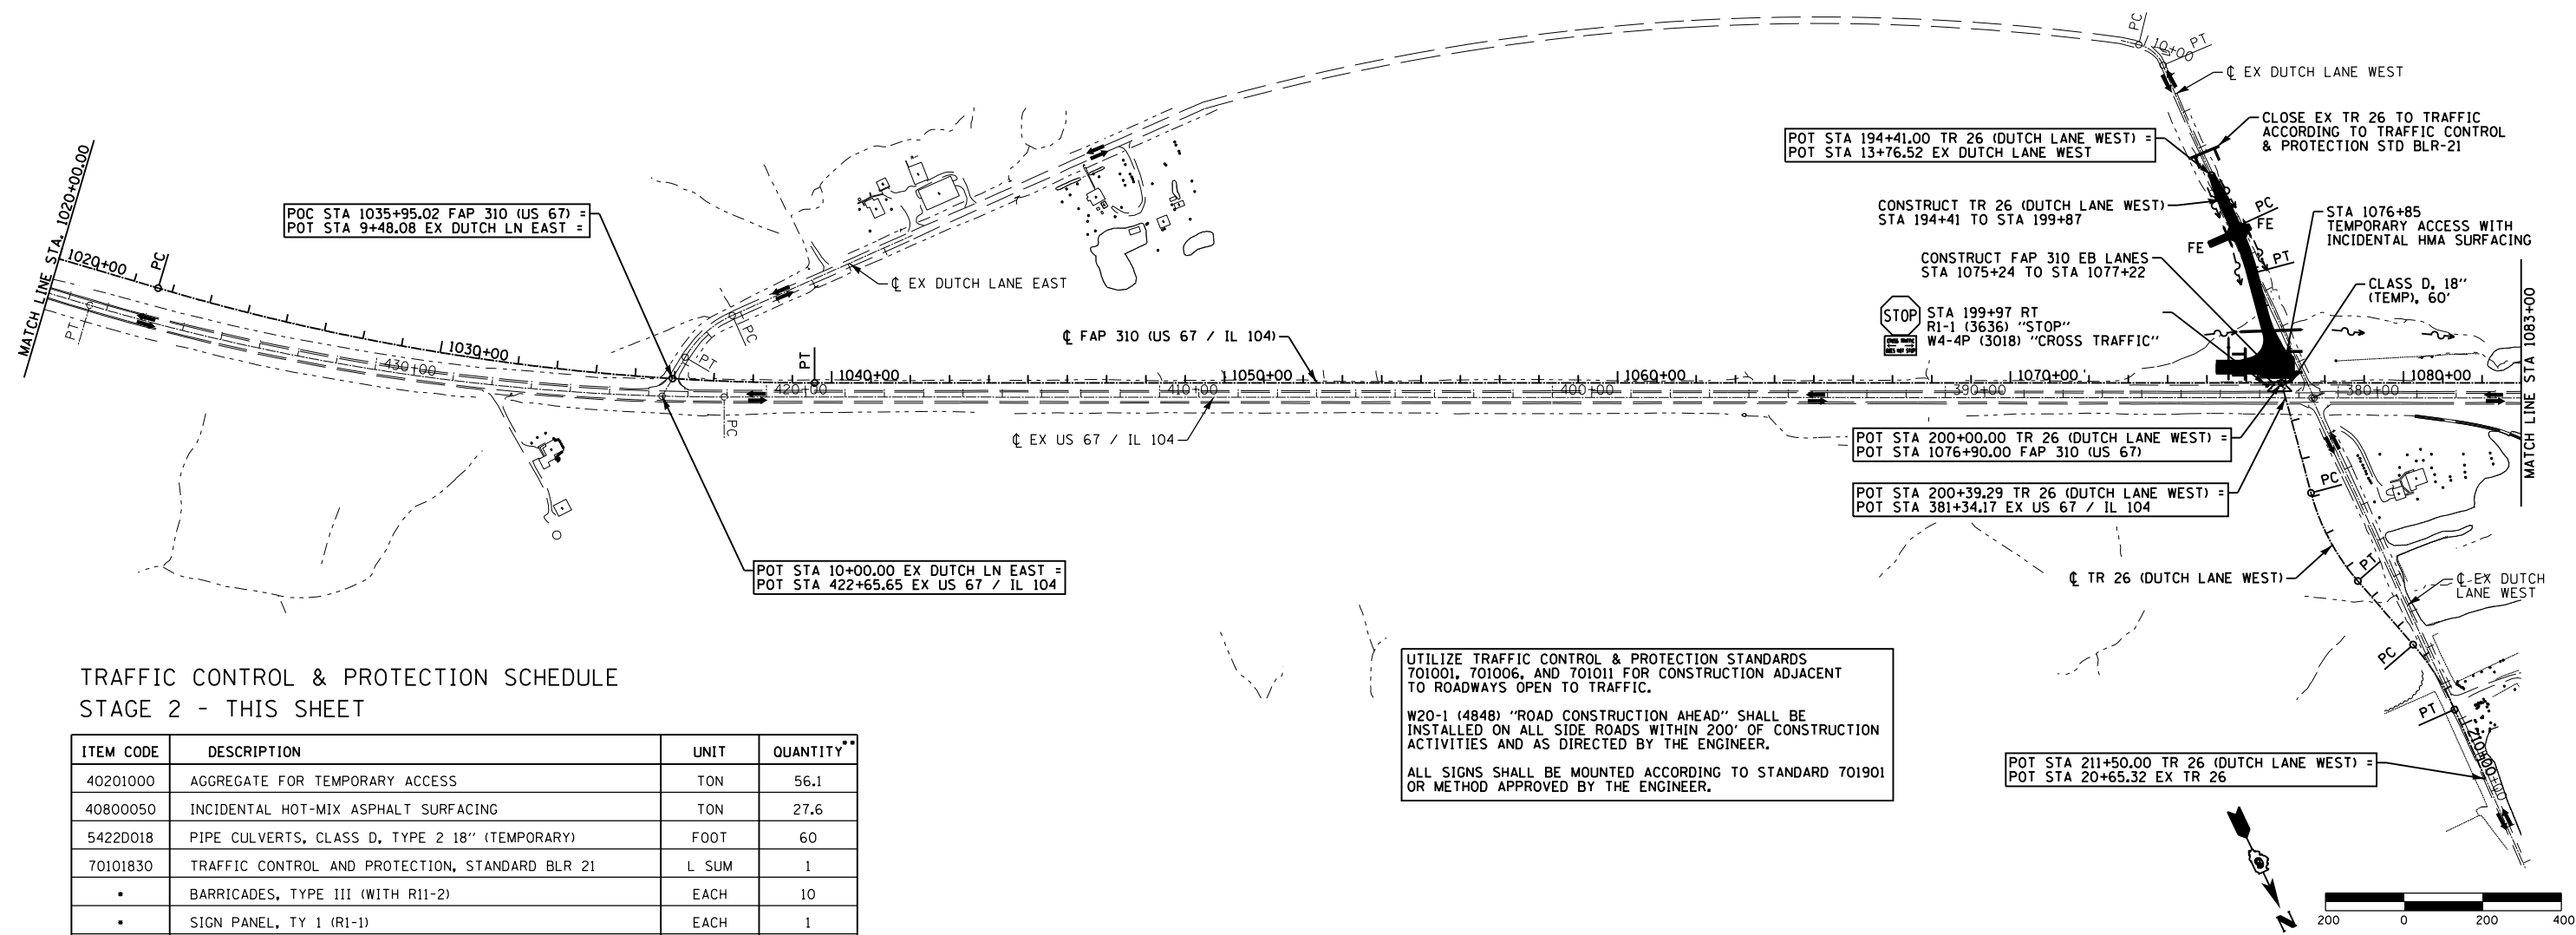 MATCH LINE STA. 1020+00.00
1020+00
PC
PT
430+00
1030+00
POC STA 1035+95.02 FAP 310 (US 67) =
POT STA 9+48.08 EX DUTCH LN EAST =
PC
PT
PC
PT
420+00
1040+00
℄ EX DUTCH LANE EAST
℄ FAP 310 (US 67 / IL 104)
410+00
1050+00
400+00
1060+00
℄ EX US 67 / IL 104
390+00
1070+00
380+00
1080+00
POT STA 10+00.00 EX DUTCH LN EAST =
POT STA 422+65.65 EX US 67 / IL 104
PC
10+00
PT
℄ EX DUTCH LANE WEST
CLOSE EX TR 26 TO TRAFFIC
ACCORDING TO TRAFFIC CONTROL
& PROTECTION STD BLR-21
POT STA 194+41.00 TR 26 (DUTCH LANE WEST) =
POT STA 13+76.52 EX DUTCH LANE WEST
CONSTRUCT TR 26 (DUTCH LANE WEST)
STA 194+41 TO STA 199+87
PC
FE
FE
PT
STA 1076+85
TEMPORARY ACCESS WITH
INCIDENTAL HMA SURFACING
CONSTRUCT FAP 310 EB LANES
STA 1075+24 TO STA 1077+22
CLASS D, 18"
(TEMP), 60'
STOP
CROSS TRAFFIC
DOES NOT STOP
STA 199+97 RT
R1-1 (3636) "STOP"
W4-4P (3018) "CROSS TRAFFIC"
MATCH LINE STA 1083+00
POT STA 200+00.00 TR 26 (DUTCH LANE WEST) =
POT STA 1076+90.00 FAP 310 (US 67)
POT STA 200+39.29 TR 26 (DUTCH LANE WEST) =
POT STA 381+34.17 EX US 67 / IL 104
PC
PT
℄ TR 26 (DUTCH LANE WEST)
℄ EX DUTCH
LANE WEST
PC
PT
210+00
POT STA 211+50.00 TR 26 (DUTCH LANE WEST) =
POT STA 20+65.32 EX TR 26
UTILIZE TRAFFIC CONTROL & PROTECTION STANDARDS
701001, 701006, AND 701011 FOR CONSTRUCTION ADJACENT
TO ROADWAYS OPEN TO TRAFFIC.
W20-1 (4848) "ROAD CONSTRUCTION AHEAD" SHALL BE
INSTALLED ON ALL SIDE ROADS WITHIN 200' OF CONSTRUCTION
ACTIVITIES AND AS DIRECTED BY THE ENGINEER.
ALL SIGNS SHALL BE MOUNTED ACCORDING TO STANDARD 701901
OR METHOD APPROVED BY THE ENGINEER.
TRAFFIC CONTROL & PROTECTION SCHEDULE
STAGE 2 - THIS SHEET
ITEM CODE DESCRIPTION UNIT QUANTITY**
40201000 AGGREGATE FOR TEMPORARY ACCESS TON 56.1
40800050 INCIDENTAL HOT-MIX ASPHALT SURFACING TON 27.6
5422D018 PIPE CULVERTS, CLASS D, TYPE 2 18" (TEMPORARY) FOOT 60
70101830 TRAFFIC CONTROL AND PROTECTION, STANDARD BLR 21 L SUM 1
* BARRICADES, TYPE III (WITH R11-2) EACH 10
* SIGN PANEL, TY 1 (R1-1) EACH 1
N
200 0 200 400